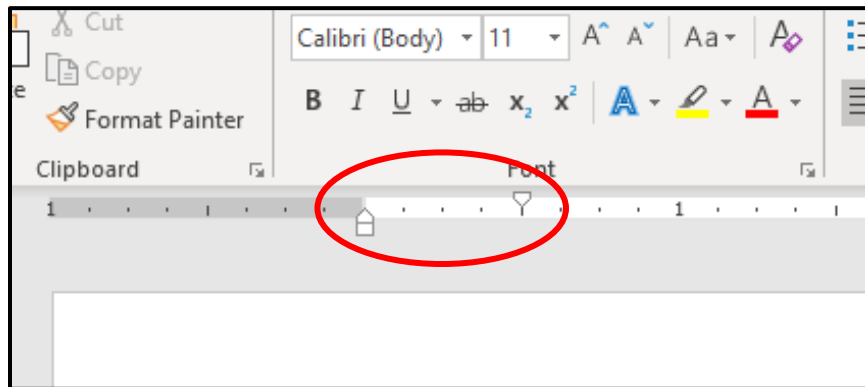 Cut
Calibri (Body) 11 A A Aa A
Copy
e
B I U ab x2 x2 A A
Format Painter
Clipboard Font
1 1